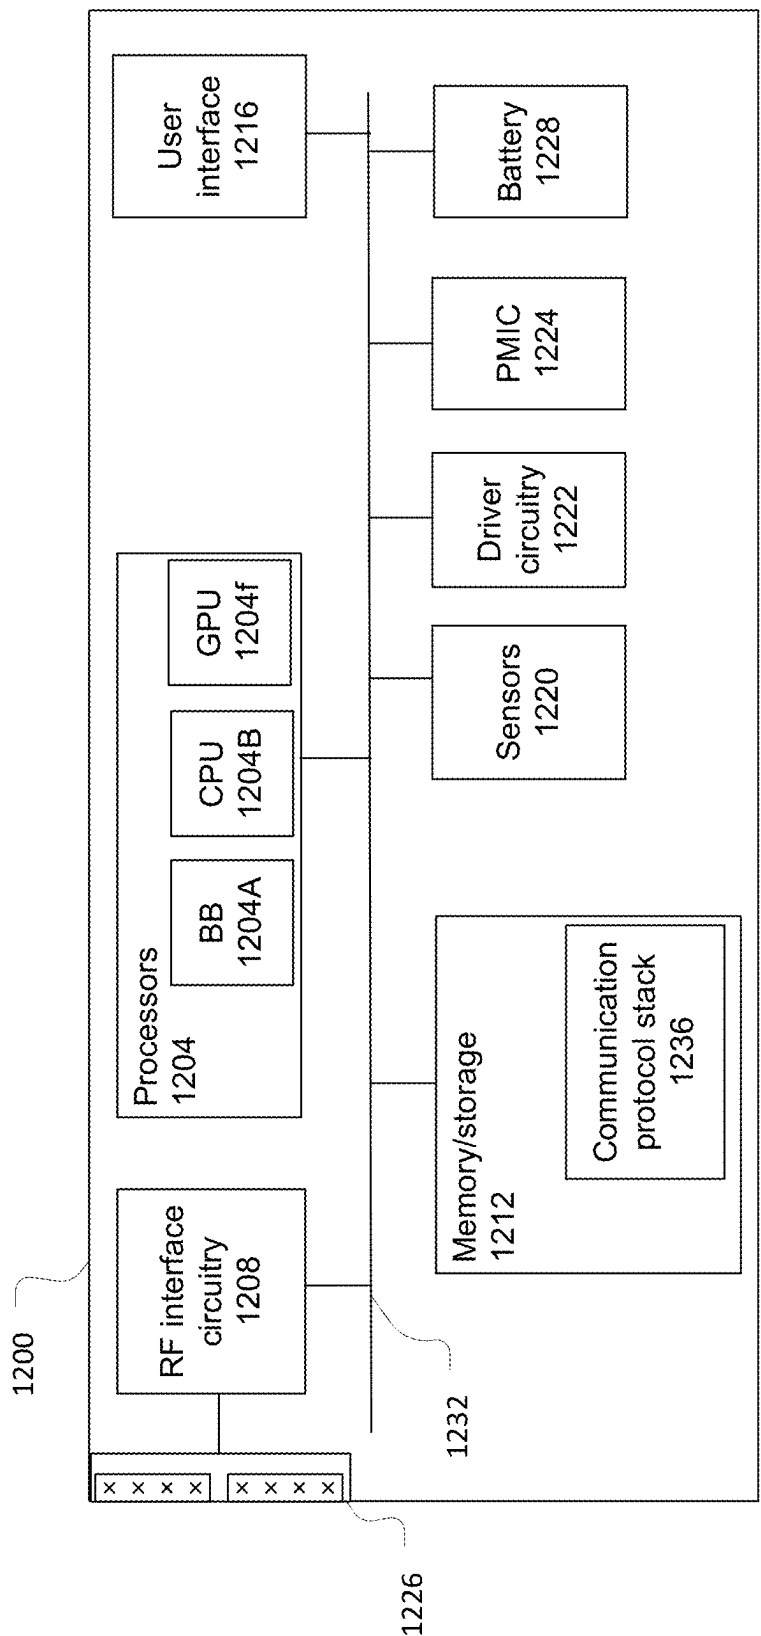 1200
RF interface
circuitry
1208
Processors
1204
BB
1204A
CPU
1204B
GPU
1204f
User
interface
1216
1226
x x x x
x x x x
1232
Memory/storage
1212
Communication
protocol stack
1236
Sensors
1220
Driver
circuitry
1222
PMIC
1224
Battery
1228